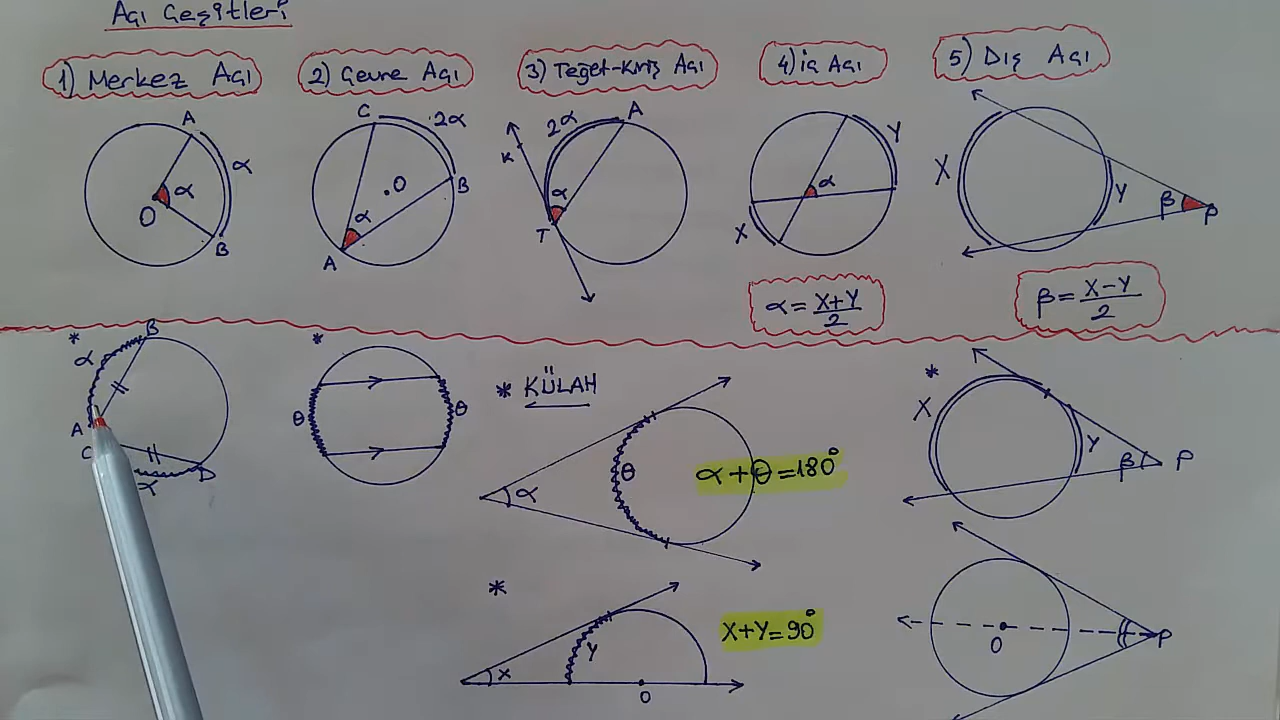 Açı Çeşitleri
1) Merkez Açı
2) Çevre Açı
3) Teğet-Kiriş Açı
4) İç Açı
5) Dış Açı
A
α
α
O
B
C
2α
O
B
α
A
2α
A
K
α
T
Y
α
X
α = X+Y / 2
X
Y
β
P
β = X-Y / 2
*
B
α
A
C
D
α
*
θ
θ
* KÜLAH
α
θ
α + θ = 180°
*
X
Y
β
P
*
X
Y
O
X+Y=90°
O
P